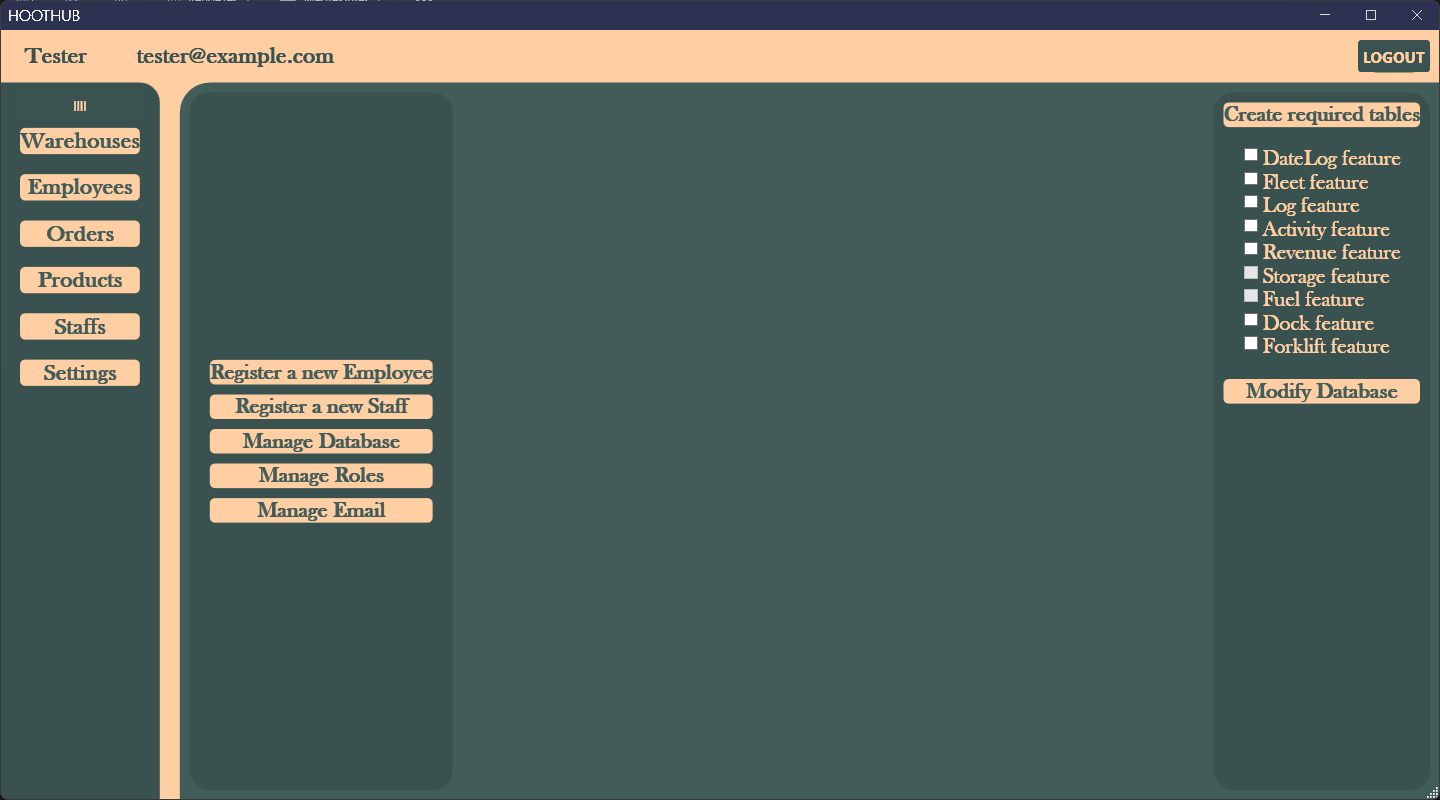 HOOTHUB
Tester tester@example.com LOGOUT
Warehouses
Employees
Orders
Products
Staffs
Settings
Register a new Employee
Register a new Staff
Manage Database
Manage Roles
Manage Email
Create required tables
DateLog feature
Fleet feature
Log feature
Activity feature
Revenue feature
Storage feature
Fuel feature
Dock feature
Forklift feature
Modify Database